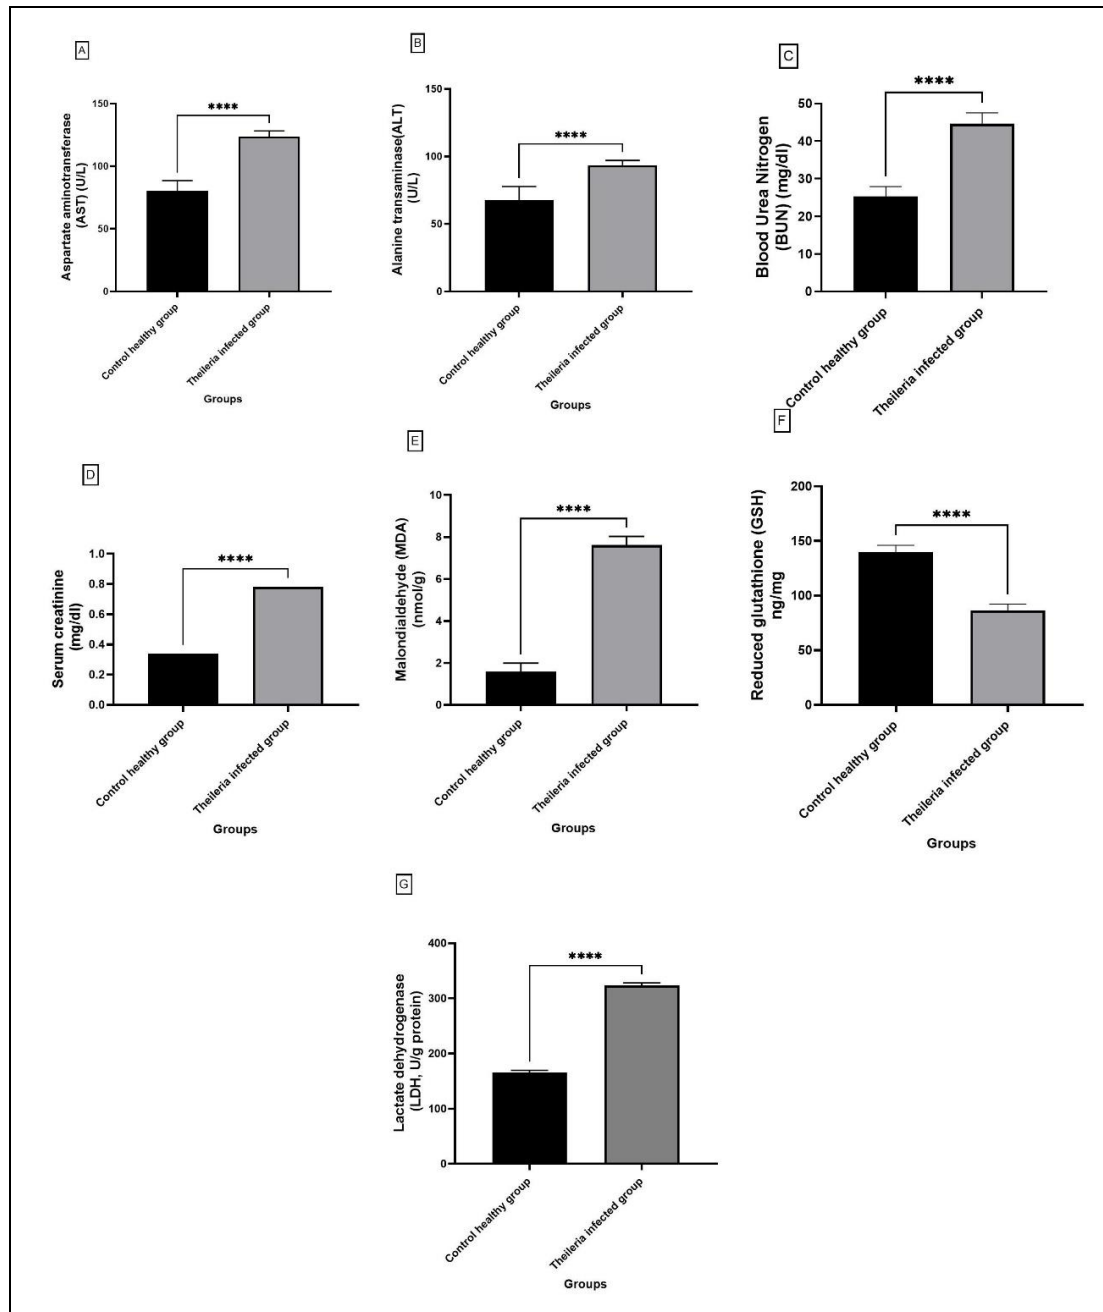 A
Aspartate aminotransferase
(AST) (U/L)
150
100
50
0
****
Control healthy group
Theileria infected group
Groups
B
Alanine transaminase(ALT)
(U/L)
150
100
50
0
****
Control healthy group
Theileria infected group
Groups
C
Blood Urea Nitrogen
(BUN) (mg/dl)
50
40
30
20
10
0
****
Control healthy group
Theileria infected group
D
Serum creatinine
(mg/dl)
1.0
0.8
0.6
0.4
0.2
0.0
****
Control healthy group
Theileria infected group
Groups
E
Malondialdehyde (MDA)
(nmol/g)
10
8
6
4
2
0
****
Control healthy group
Theileria infected group
Groups
F
Reduced glutathione (GSH)
ng/mg
200
150
100
50
0
****
Control healthy group
Theileria infected group
Groups
G
Lactate dehydrogenase
(LDH, U/g protein)
400
300
200
100
0
****
Control healthy group
Theileria infected group
Groups